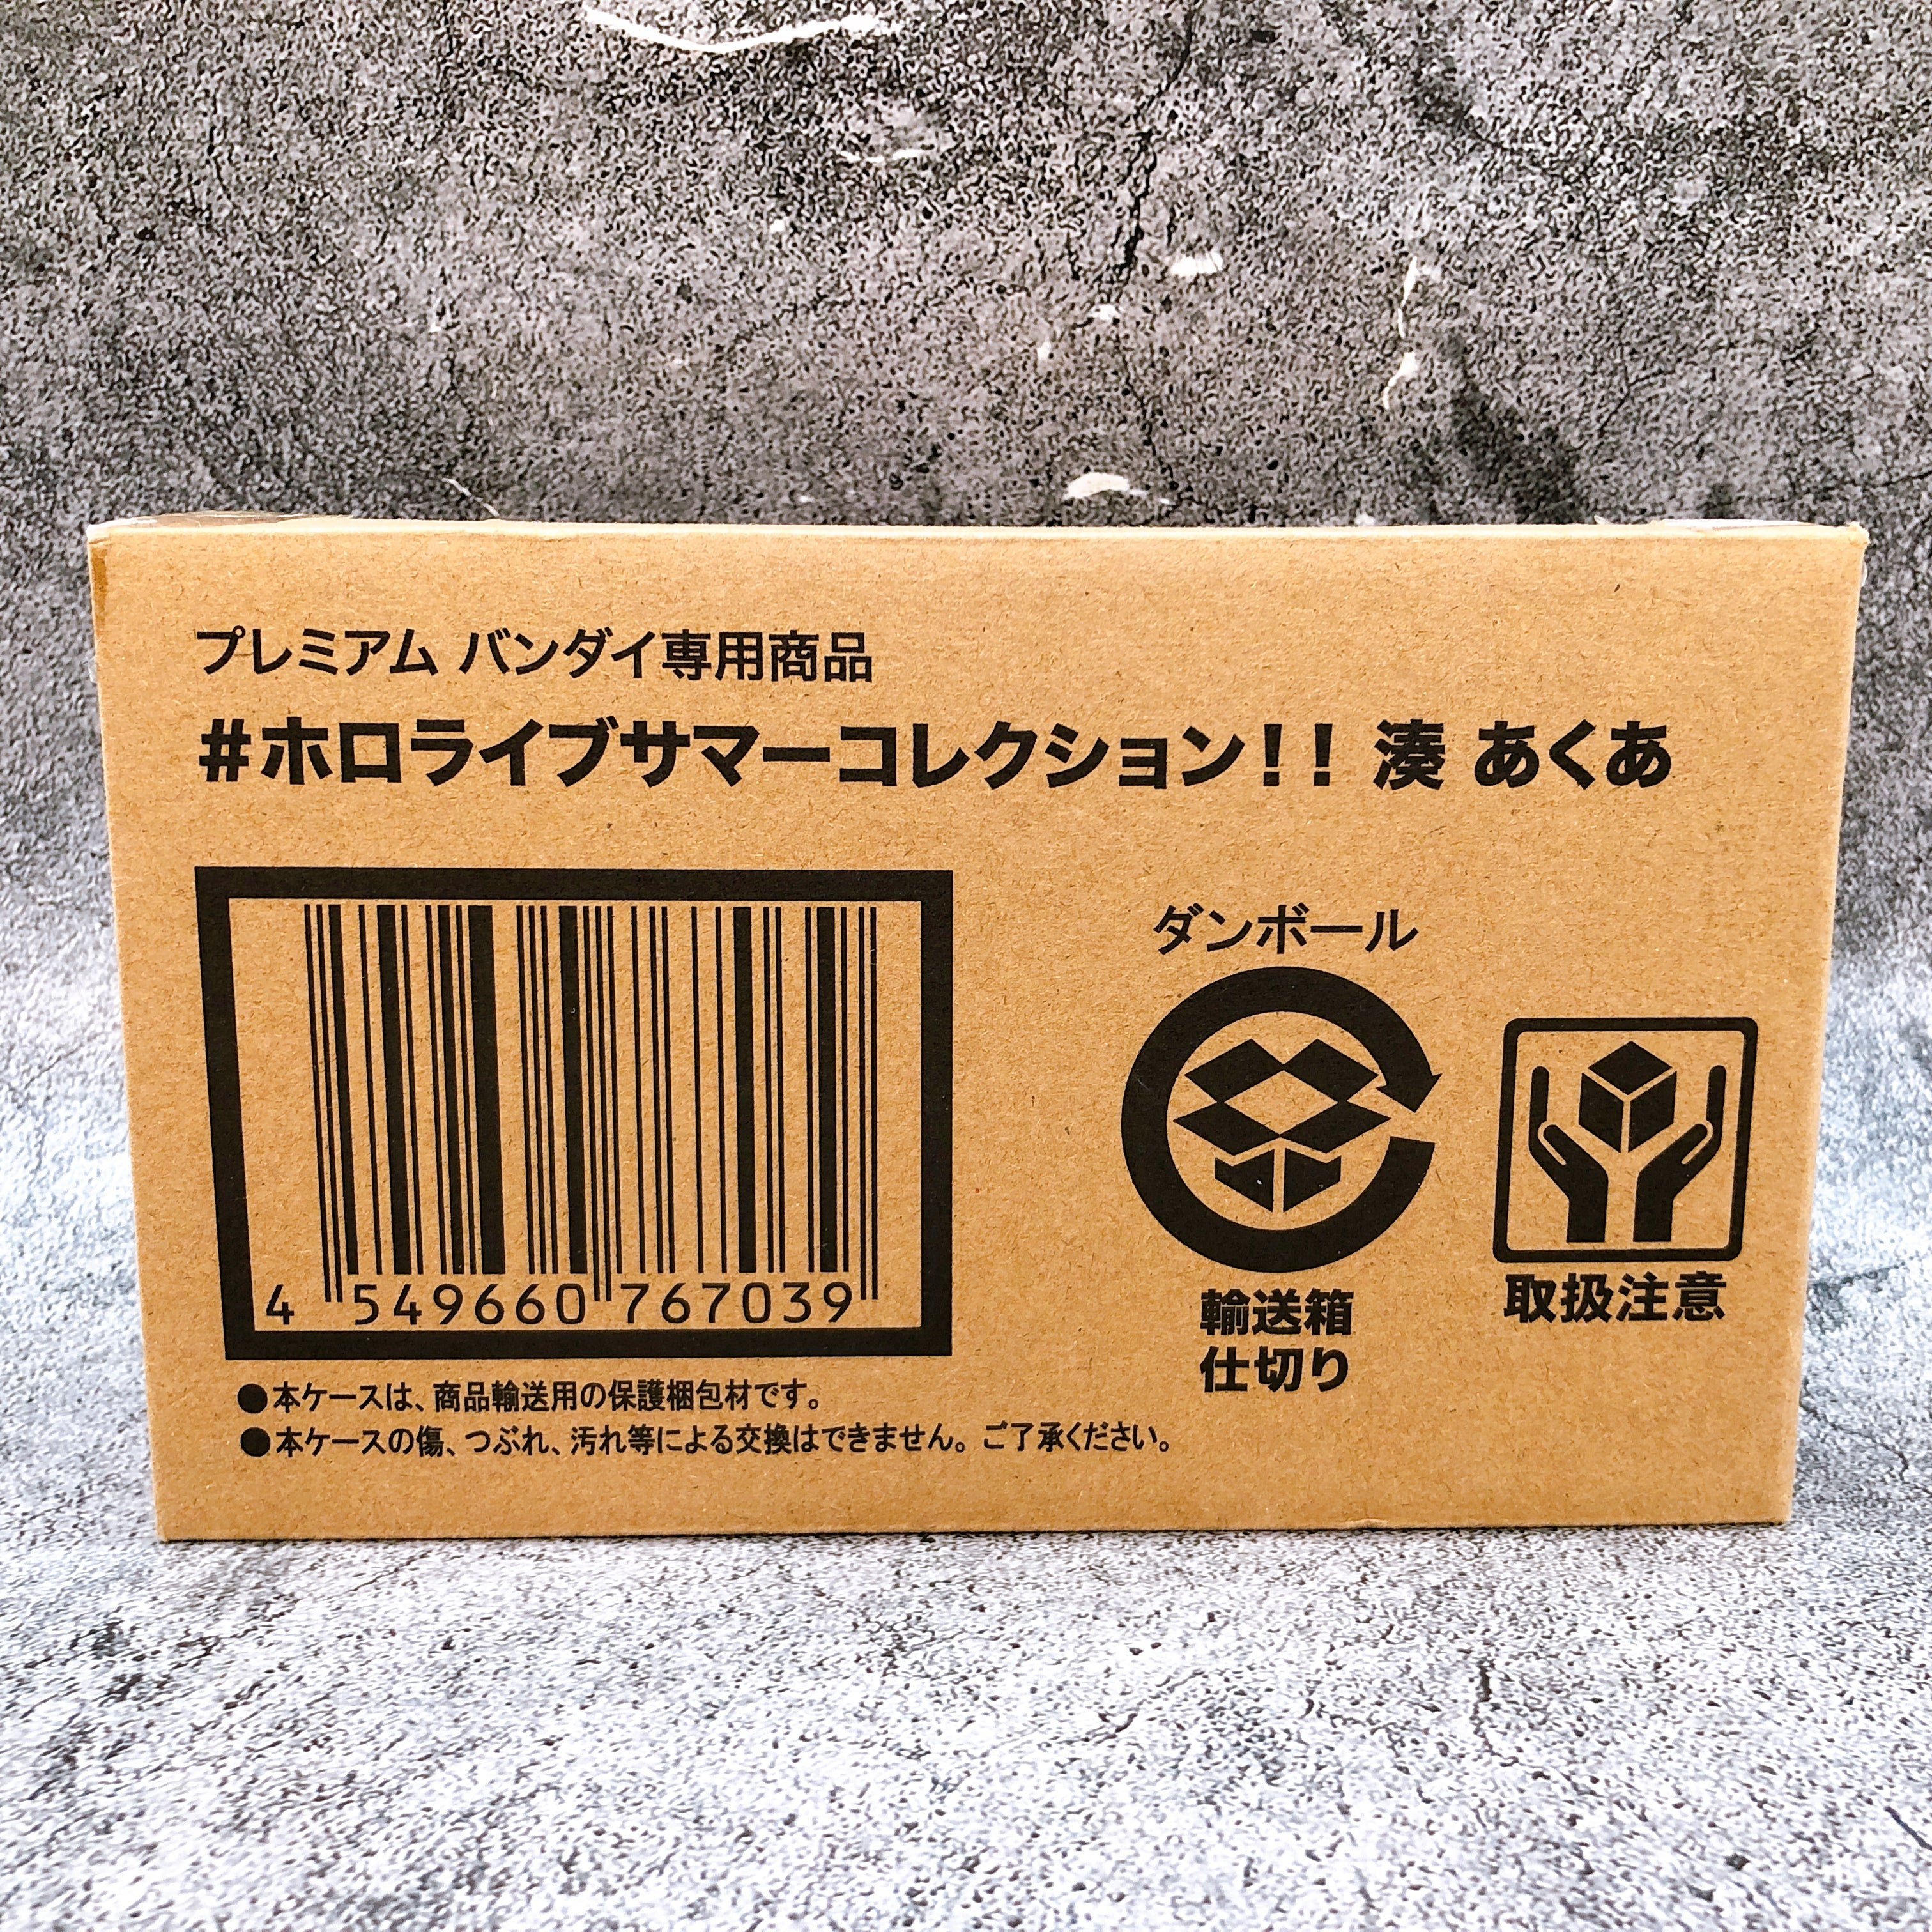 プレミアム バンダイ専用商品
#ホロライブサマーコレクション!! 湊 あくあ
ダンボール
4 549660 767039
輸送箱
仕切り
取扱注意
●本ケースは、商品輸送用の保護梱包材です。
●本ケースの傷、つぶれ、汚れ等による交換はできません。ご了承ください。